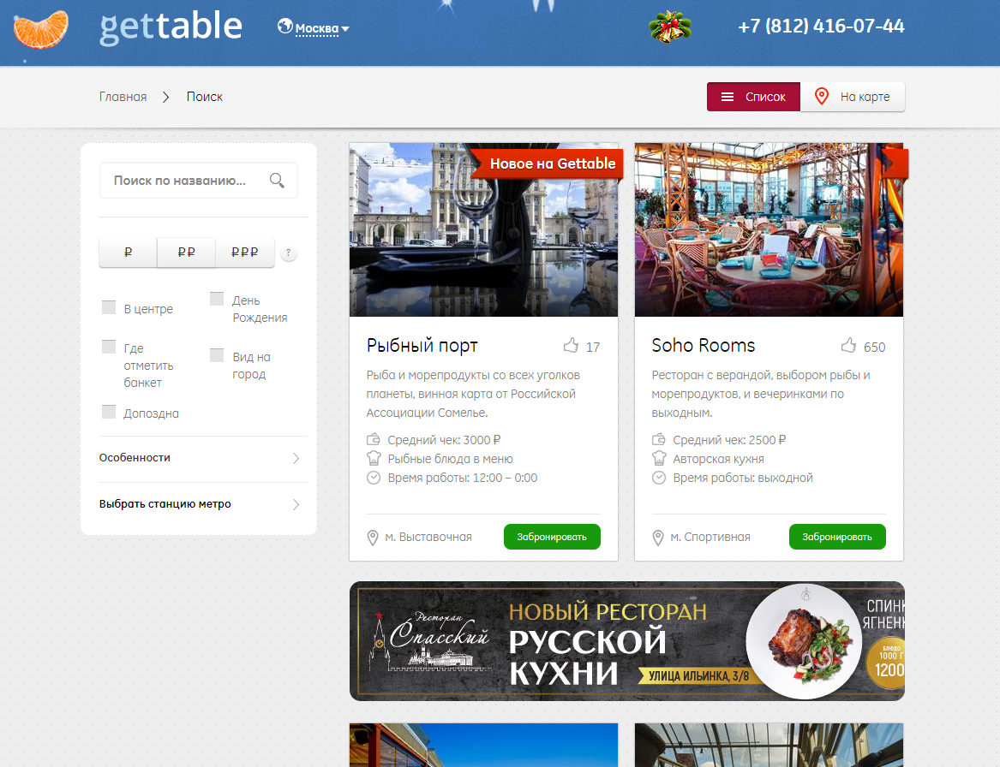 gettable
Москва
+7 (812) 416-07-44
Главная
Поиск
Список
На карте
Поиск по названию...
₽
₽₽
₽₽₽
?
В центре
День
Рождения
Где
отметить
банкет
Вид на
город
Допоздна
Особенности
Выбрать станцию метро
Новое на Gettable
Рыбный порт
17
Рыба и морепродукты со всех уголков
планеты, винная карта от Российской
Ассоциации Сомелье.
Средний чек: 3000 ₽
Рыбные блюда в меню
Время работы: 12:00 – 0:00
м. Выставочная
Забронировать
Soho Rooms
650
Ресторан с верандой, выбором рыбы и
морепродуктов, и вечеринками по
выходным.
Средний чек: 2500 ₽
Авторская кухня
Время работы: выходной
м. Спортивная
Забронировать
Ресторан
Спасский
НОВЫЙ РЕСТОРАН
РУССКОЙ
КУХНИ
УЛИЦА ИЛЬИНКА, 3/8
СПИНК
ЯГНЕНК
БЛЮДО
1000 Г
1200